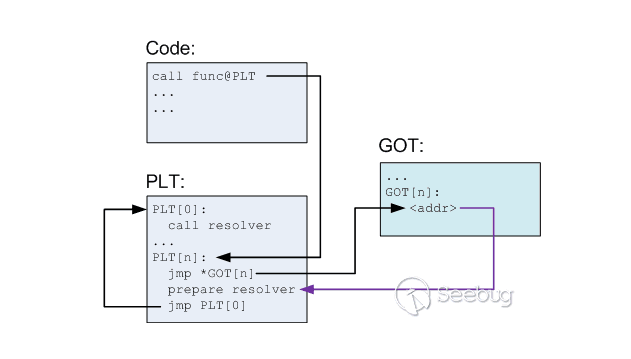 Code:
call func@PLT
...
...
PLT:
PLT[0]:
call resolver
...
PLT[n]:
jmp *GOT[n]
prepare resolver
jmp PLT[0]
GOT:
...
GOT[n]:
<addr>
Seebug